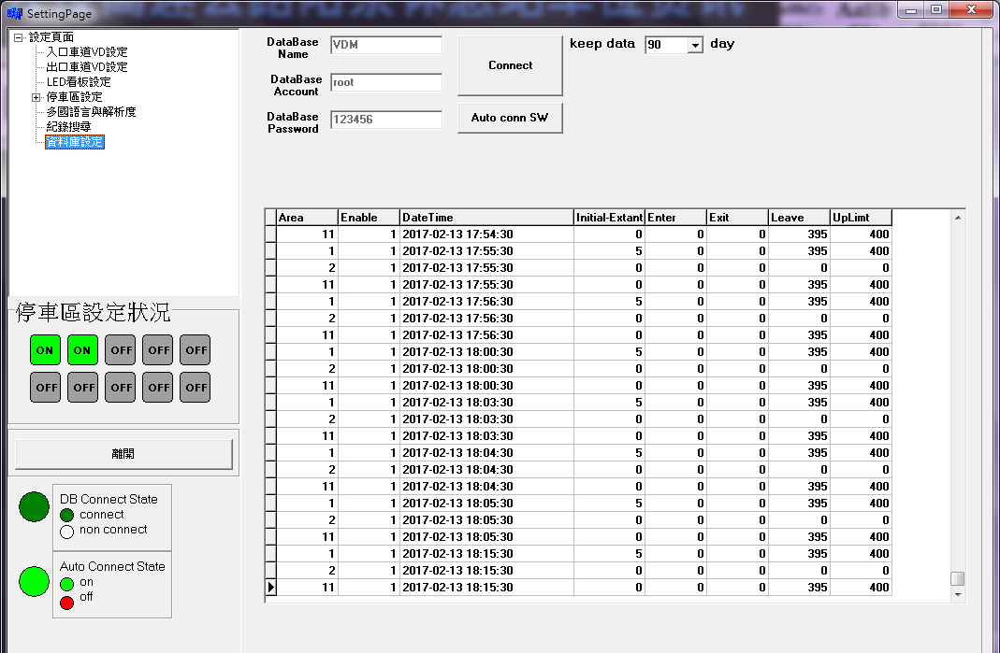 SettingPage
設定頁面
入口車道VD設定
出口車道VD設定
LED看板設定
停車區設定
多國語言與解析度
紀錄搜尋
資料庫設定
DataBase Name VDM
DataBase Account root
DataBase Password 123456
Connect
Auto conn SW
keep data 90 day
停車區設定狀況
ON ON OFF OFF OFF
OFF OFF OFF OFF OFF
離開
DB Connect State
connect
non connect
Auto Connect State
on
off
Area Enable DateTime Initial-Extant Enter Exit Leave UpLimt
11 1 2017-02-13 17:54:30 0 0 0 395 400
1 1 2017-02-13 17:55:30 5 0 0 395 400
2 1 2017-02-13 17:55:30 0 0 0 0 0
11 1 2017-02-13 17:55:30 0 0 0 395 400
1 1 2017-02-13 17:56:30 5 0 0 395 400
2 1 2017-02-13 17:56:30 0 0 0 0 0
11 1 2017-02-13 17:56:30 0 0 0 395 400
1 1 2017-02-13 18:00:30 5 0 0 395 400
2 1 2017-02-13 18:00:30 0 0 0 0 0
11 1 2017-02-13 18:00:30 0 0 0 395 400
1 1 2017-02-13 18:03:30 5 0 0 395 400
2 1 2017-02-13 18:03:30 0 0 0 0 0
11 1 2017-02-13 18:03:30 0 0 0 395 400
1 1 2017-02-13 18:04:30 5 0 0 395 400
2 1 2017-02-13 18:04:30 0 0 0 0 0
11 1 2017-02-13 18:04:30 0 0 0 395 400
1 1 2017-02-13 18:05:30 5 0 0 395 400
2 1 2017-02-13 18:05:30 0 0 0 0 0
11 1 2017-02-13 18:05:30 0 0 0 395 400
1 1 2017-02-13 18:15:30 5 0 0 395 400
2 1 2017-02-13 18:15:30 0 0 0 0 0
11 1 2017-02-13 18:15:30 0 0 0 395 400